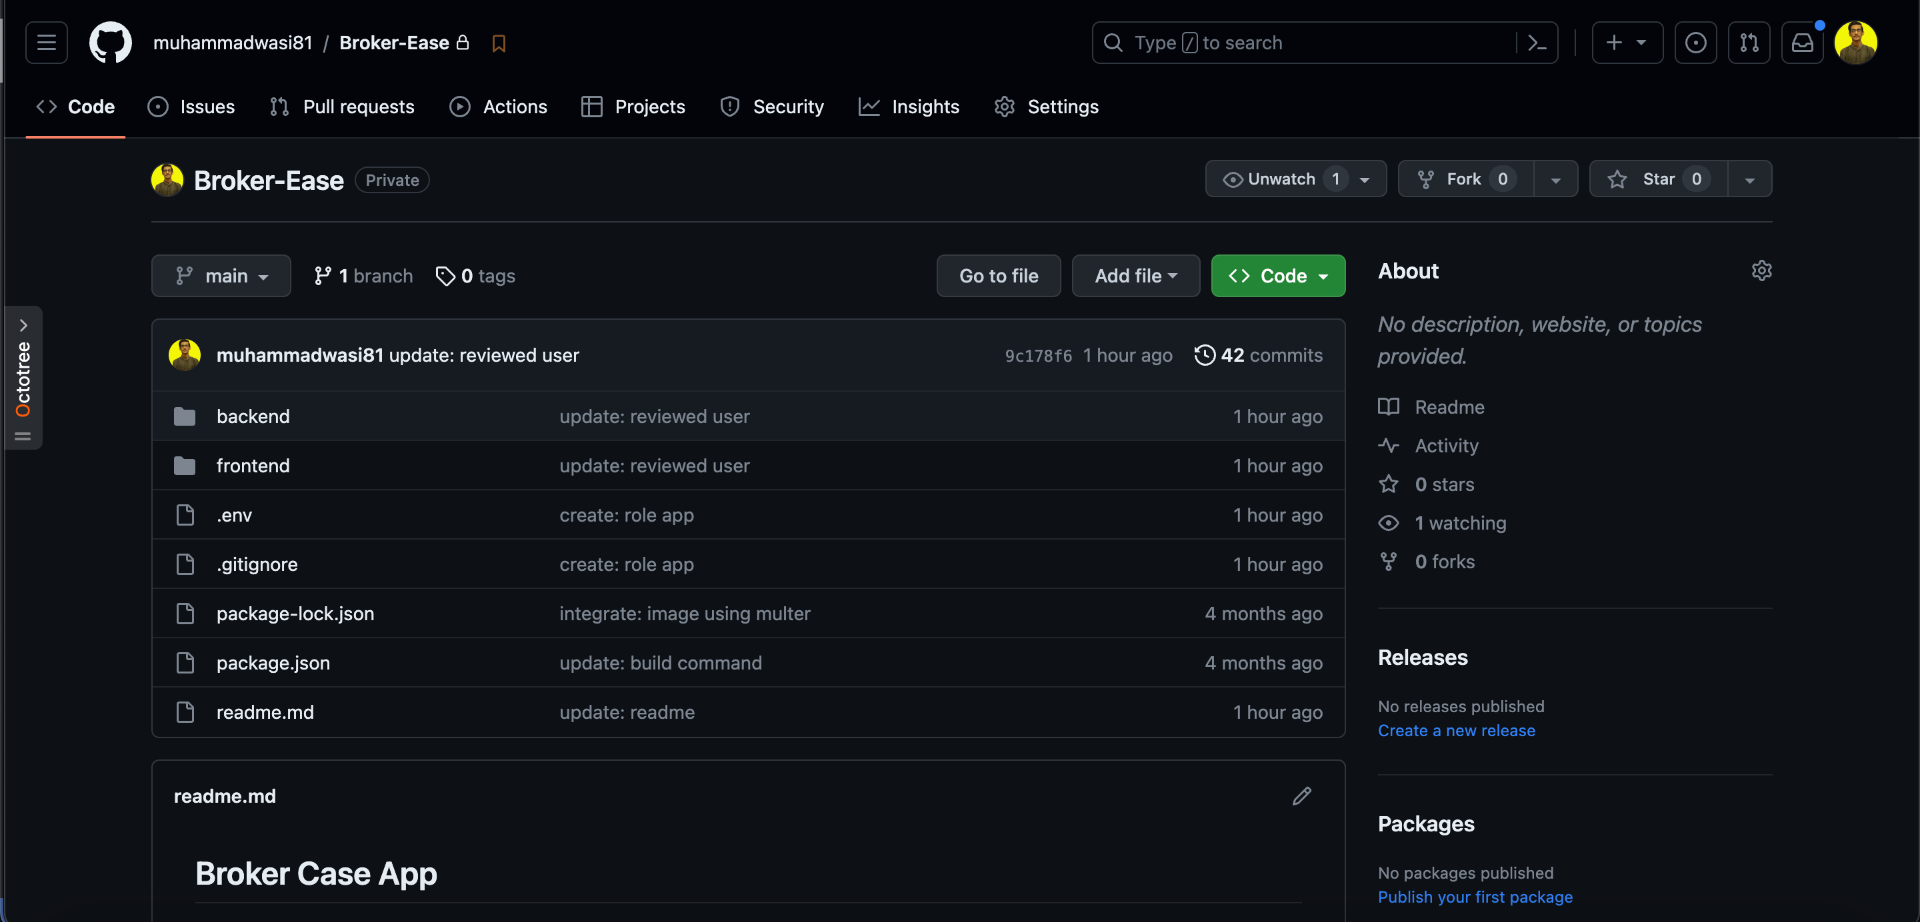 muhammadwasi81 / Broker-Ease
Type / to search
Code Issues Pull requests Actions Projects Security Insights Settings
Broker-Ease Private
Unwatch 1 Fork 0 Star 0
main 1 branch 0 tags
Go to file Add file Code
Octotree
muhammadwasi81 update: reviewed user 9c178f6 1 hour ago 42 commits
backend update: reviewed user 1 hour ago
frontend update: reviewed user 1 hour ago
.env create: role app 1 hour ago
.gitignore create: role app 1 hour ago
package-lock.json integrate: image using multer 4 months ago
package.json update: build command 4 months ago
readme.md update: readme 1 hour ago
readme.md
Broker Case App
About
No description, website, or topics
provided.
Readme
Activity
0 stars
1 watching
0 forks
Releases
No releases published
Create a new release
Packages
No packages published
Publish your first package